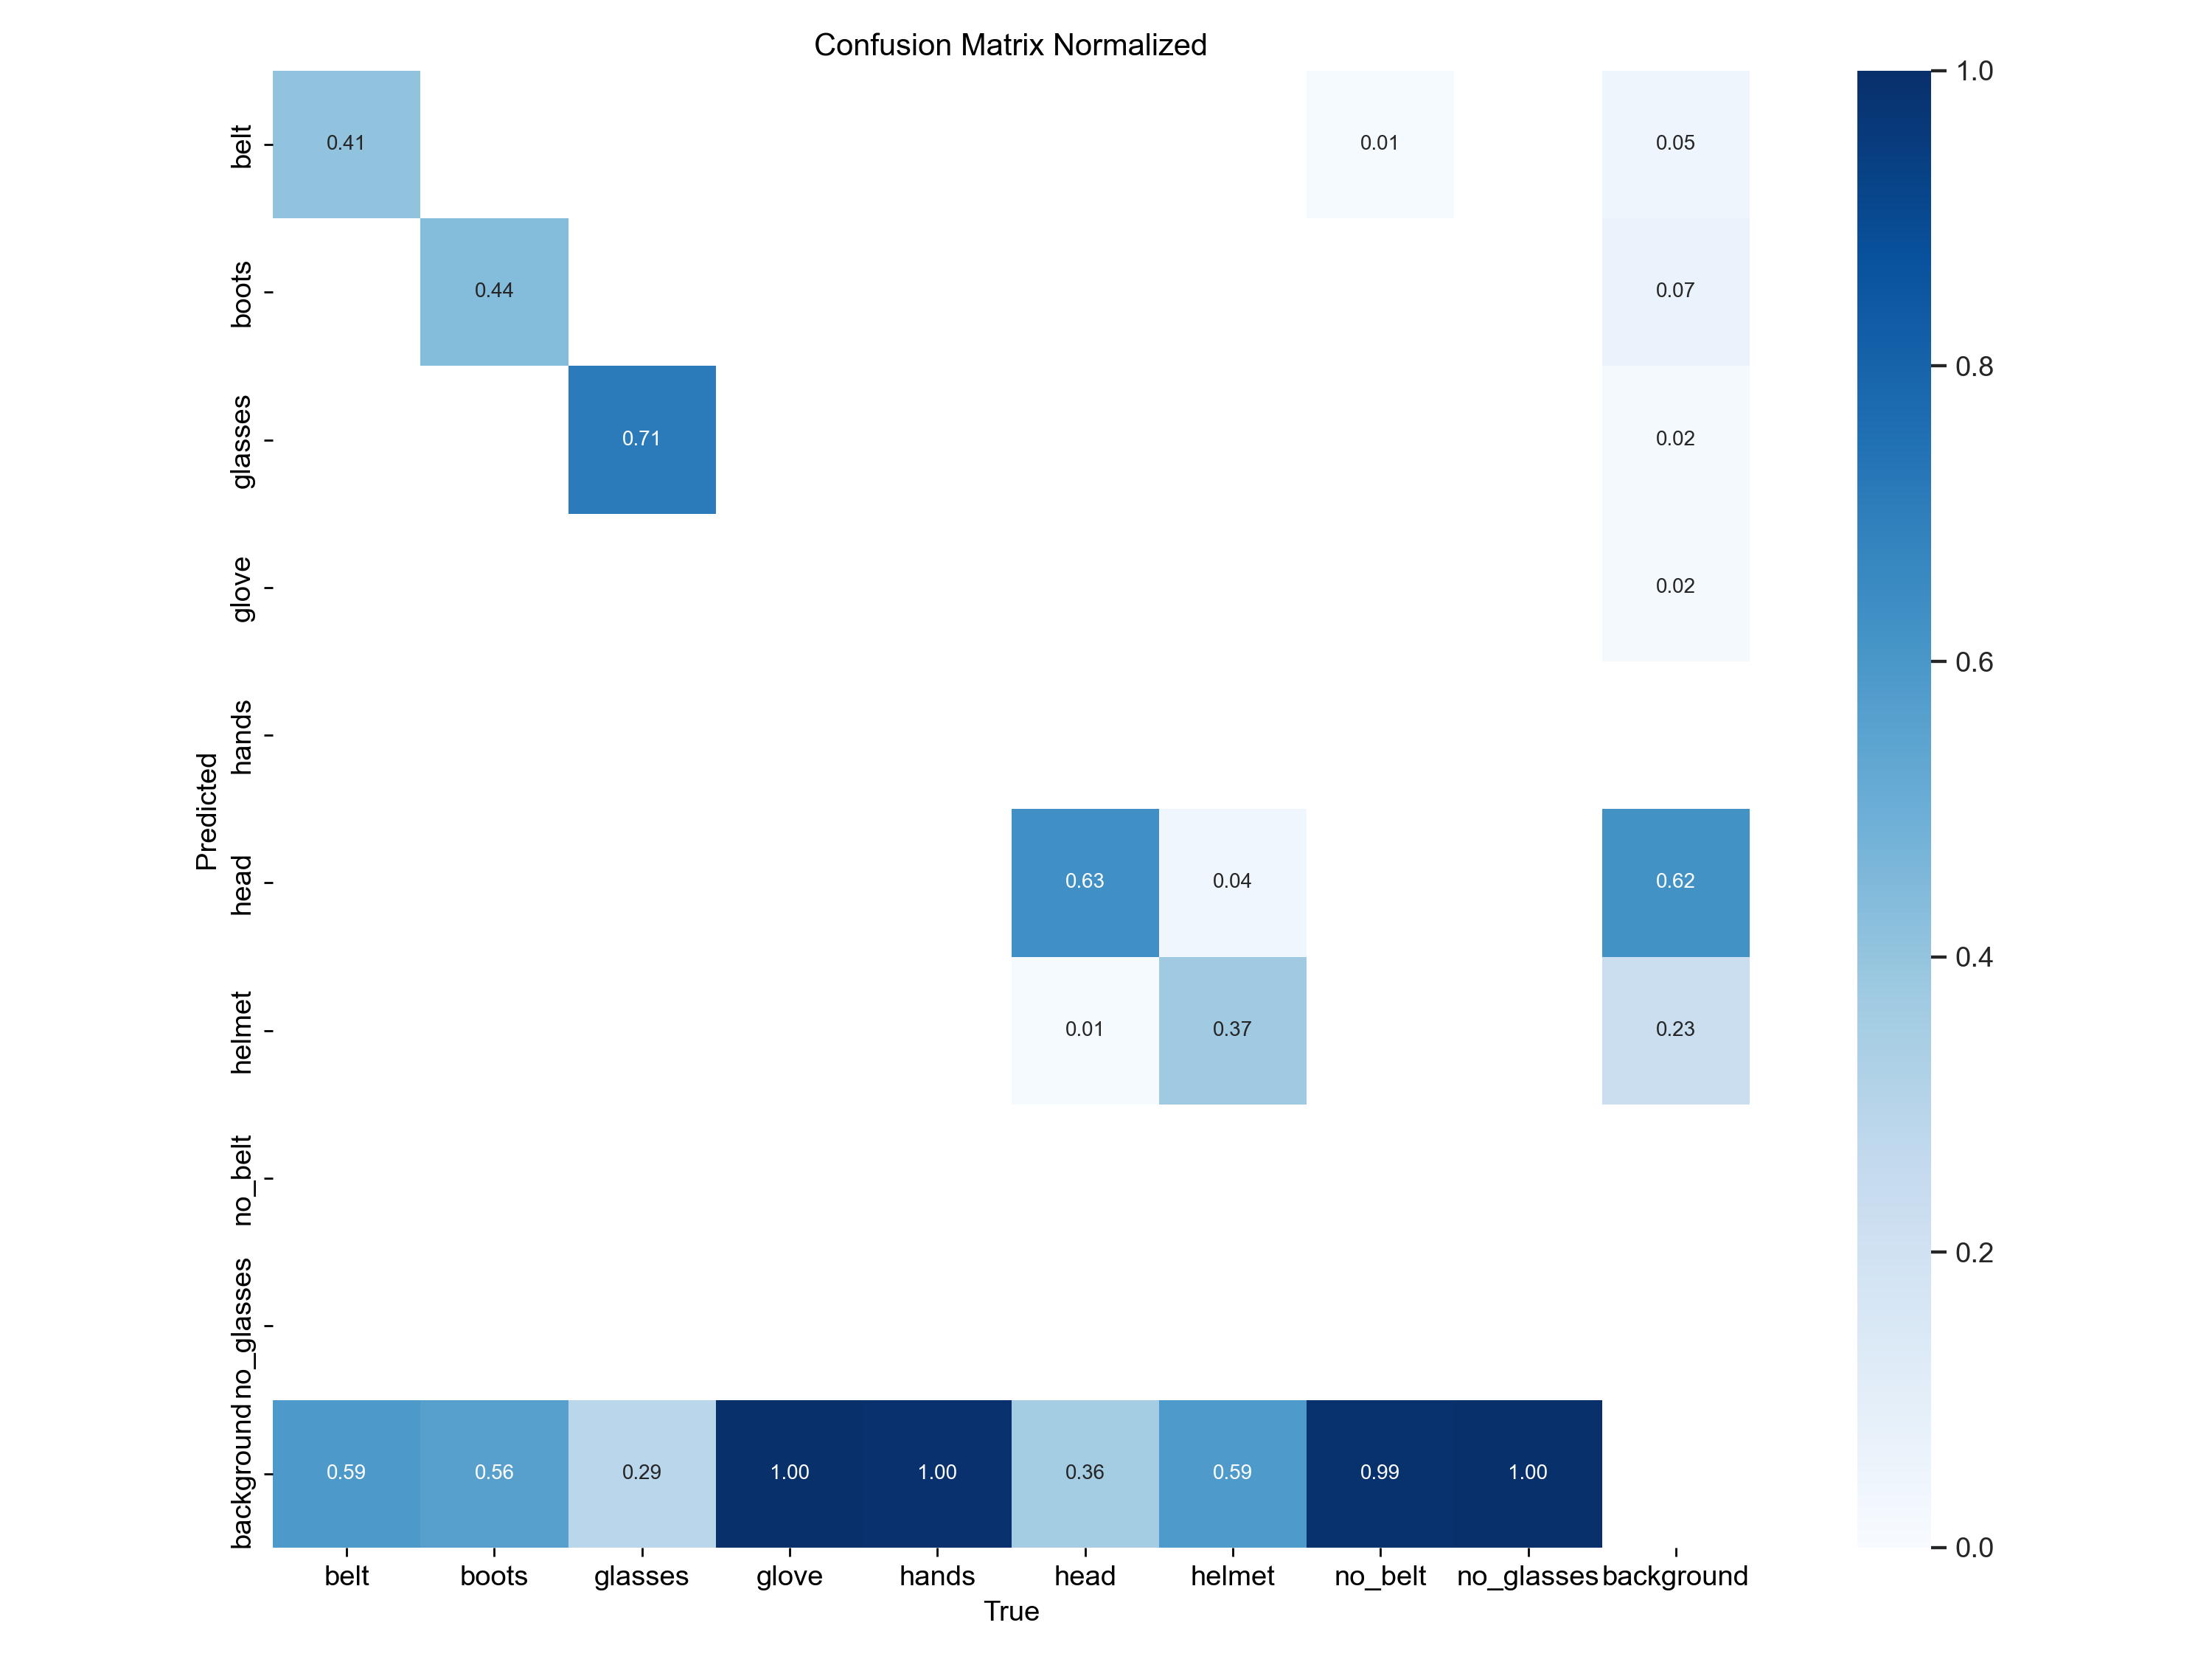 Confusion Matrix Normalized
belt 0.41 0.01 0.05
boots 0.44 0.07
glasses 0.71 0.02
glove 0.02
hands
head 0.63 0.04 0.62
helmet 0.01 0.37 0.23
no_belt
no_glasses
background 0.59 0.56 0.29 1.00 1.00 0.36 0.59 0.99 1.00
belt boots glasses glove hands head helmet no_belt no_glasses background
True
Predicted
1.0
0.8
0.6
0.4
0.2
0.0